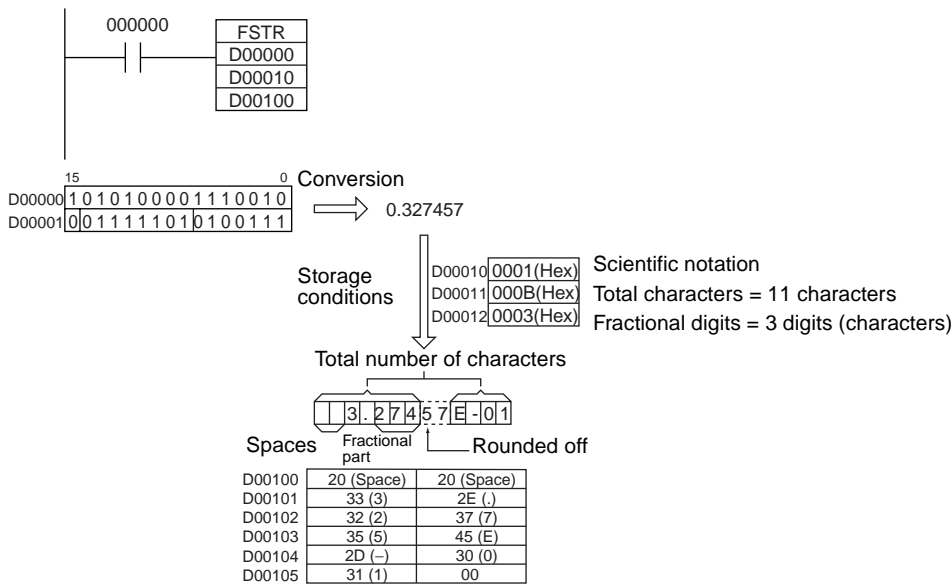 000000
FSTR
D00000
D00010
D00100
15 0
D00000 1 0 1 0 1 0 0 0 0 1 1 1 0 0 1 0
D00001 0 0 1 1 1 1 1 0 1 0 1 0 0 1 1 1
Conversion
0.327457
Storage
conditions
D00010 0001(Hex) Scientific notation
D00011 000B(Hex) Total characters = 11 characters
D00012 0003(Hex) Fractional digits = 3 digits (characters)
Total number of characters
3 . 2 7 4 5 7 E - 0 1
Spaces
Fractional
part
Rounded off
D00100 20 (Space) 20 (Space)
D00101 33 (3) 2E (.)
D00102 32 (2) 37 (7)
D00103 35 (5) 45 (E)
D00104 2D (−) 30 (0)
D00105 31 (1) 00